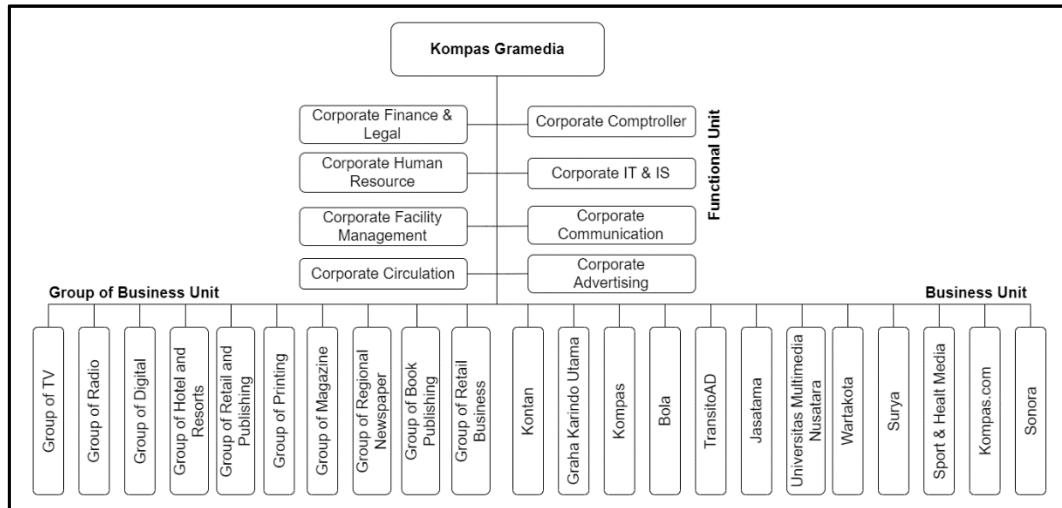 Kompas Gramedia
Corporate Finance &
Legal
Corporate Comptroller
Corporate Human
Resource
Corporate IT & IS
Corporate Facility
Management
Corporate
Communication
Corporate Circulation
Corporate
Advertising
Functional Unit
Group of Business Unit
Business Unit
Group of TV
Group of Radio
Group of Digital
Group of Hotel and
Resorts
Group of Retail and
Publishing
Group of Printing
Group of Magazine
Group of Regional
Newspaper
Group of Book
Publishing
Group of Retail
Business
Kontan
Graha Karindo Utama
Kompas
Bola
TransitoAD
Jasatama
Universitas Multimedia
Nusatara
Wartakota
Surya
Sport & Healt Media
Kompas.com
Sonora